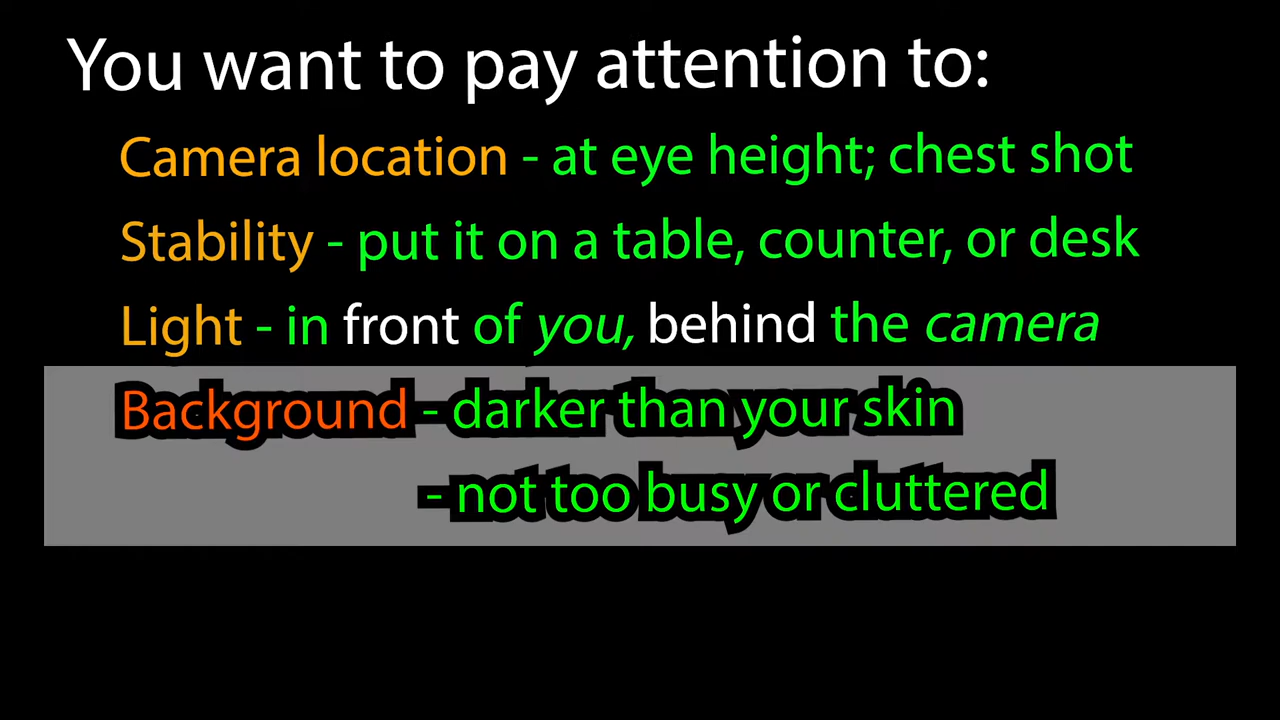 You want to pay attention to:
Camera location - at eye height; chest shot
Stability - put it on a table, counter, or desk
Light - in front of you, behind the camera
Background - darker than your skin
- not too busy or cluttered